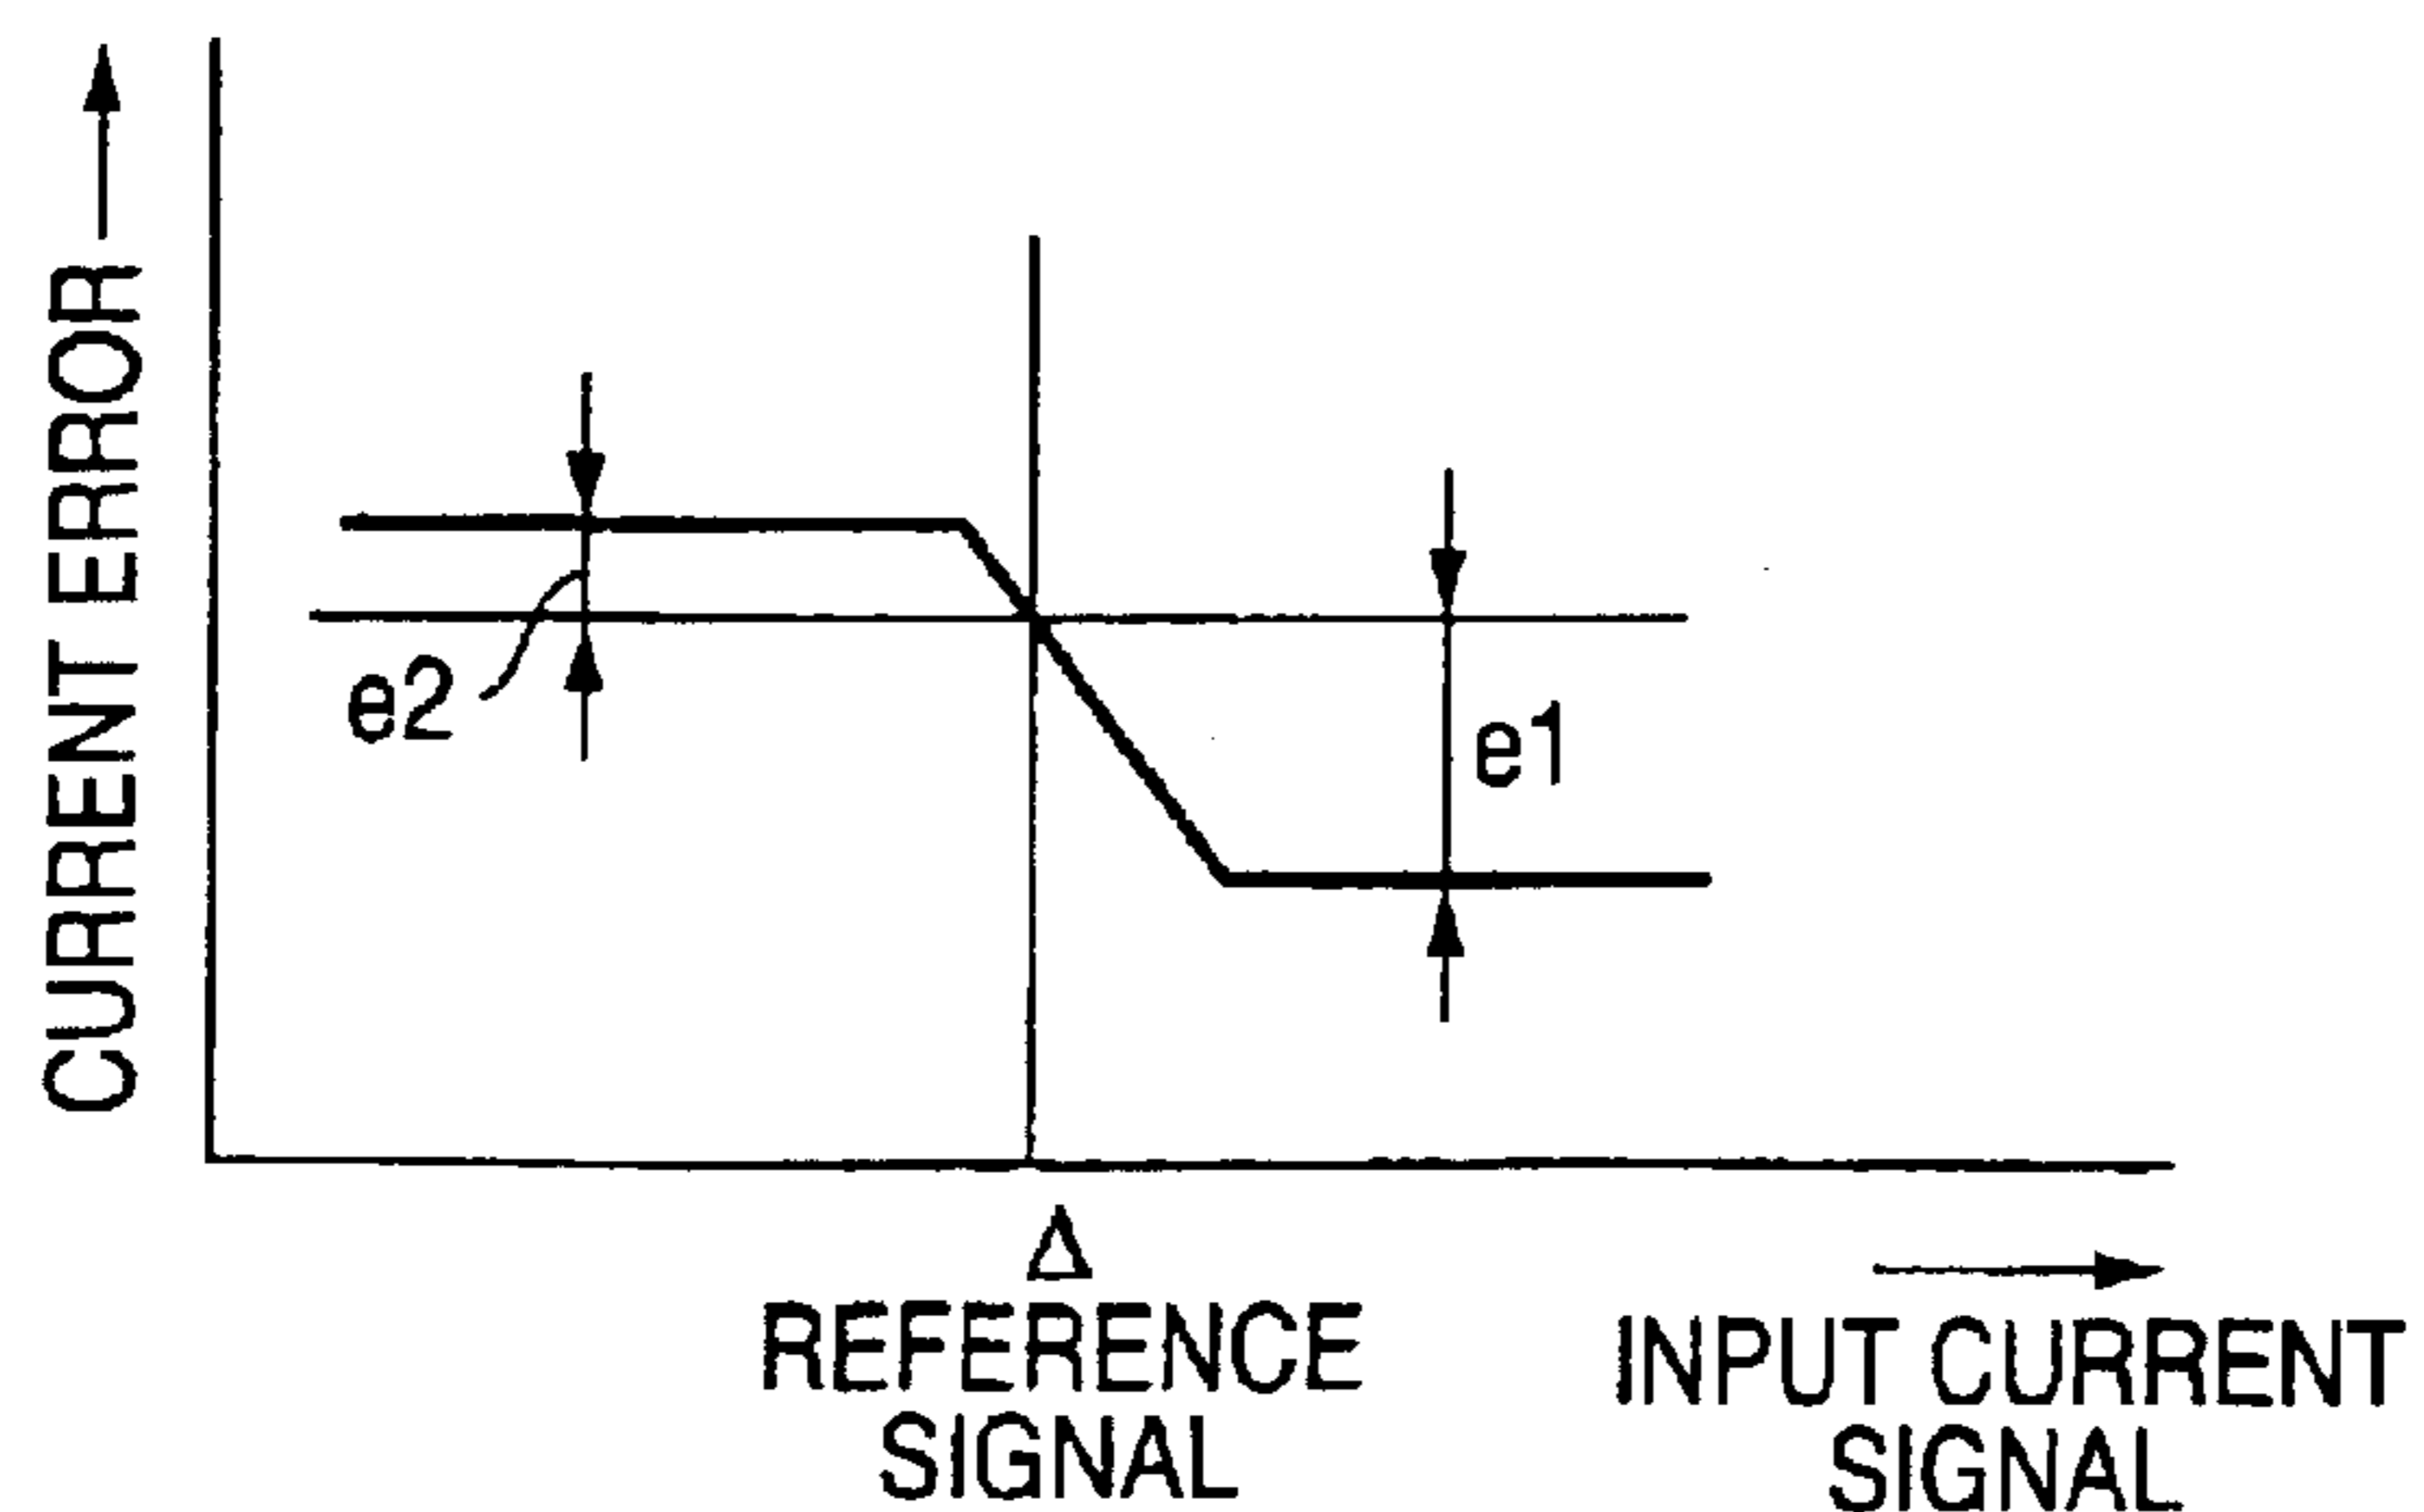 CURRENT ERROR
e2
e1
Δ
REFERENCE
SIGNAL
INPUT CURRENT
SIGNAL